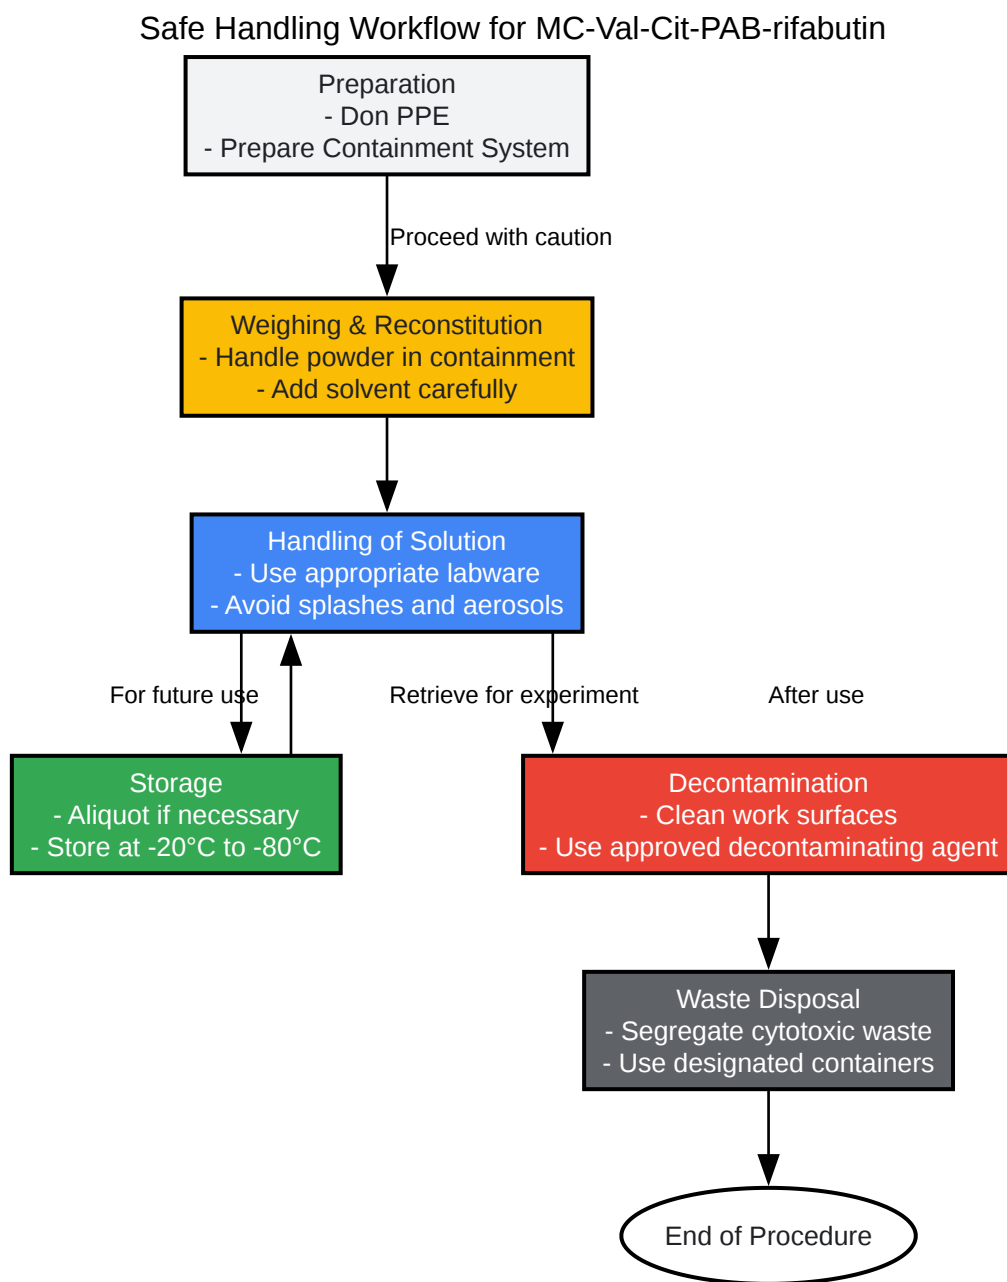 Safe Handling Workflow for MC-Val-Cit-PAB-rifabutin
Preparation
- Don PPE
- Prepare Containment System
Proceed with caution
Weighing & Reconstitution
- Handle powder in containment
- Add solvent carefully
Handling of Solution
- Use appropriate labware
- Avoid splashes and aerosols
For future use
Retrieve for experiment
After use
Storage
- Aliquot if necessary
- Store at -20°C to -80°C
Decontamination
- Clean work surfaces
- Use approved decontaminating agent
Waste Disposal
- Segregate cytotoxic waste
- Use designated containers
End of Procedure